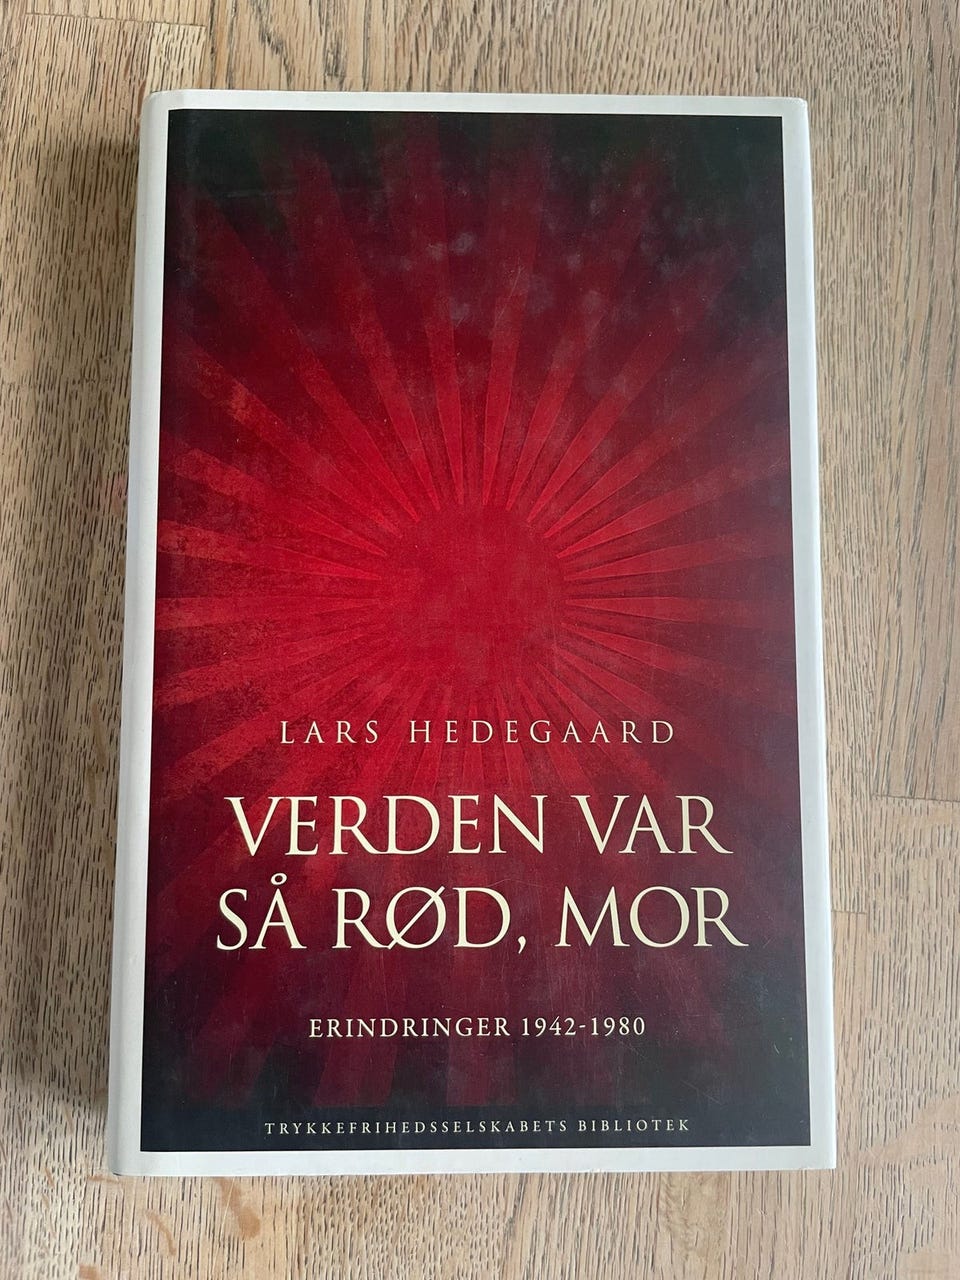 LARS HEDEGAARD
VERDEN VAR
SÅ RØD, MOR
ERINDRINGER 1942-1980
TRYKKEFRIHEDSSELSKABETS BIBLIOTEK